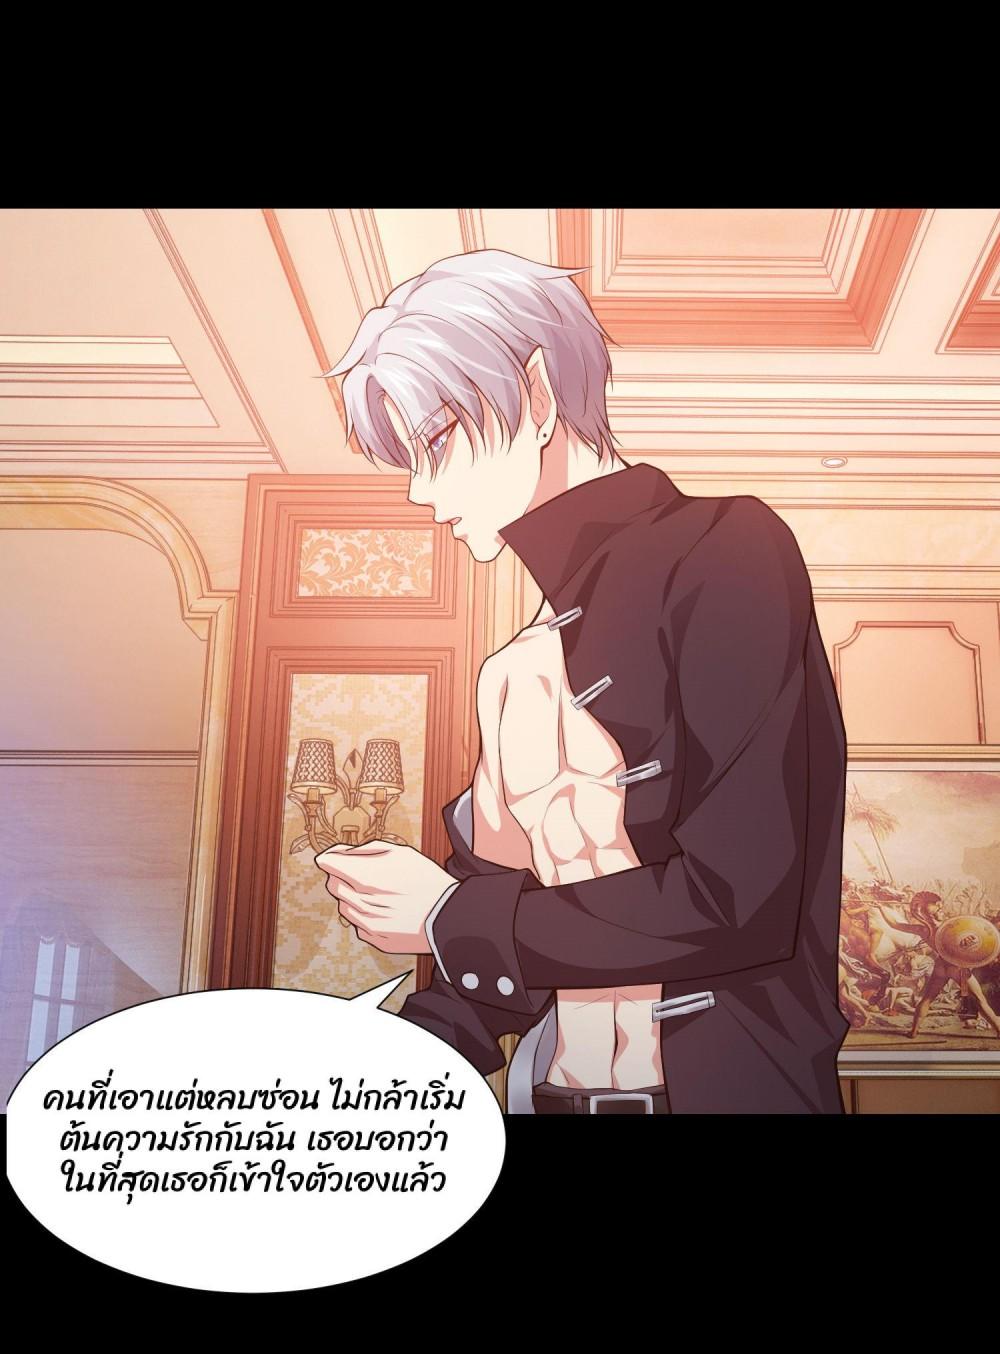 คนที่เอาแต่หลบซ่อน ไม่กล้าเริ่ม
ต้นความรักกับฉัน เธอบอกว่า
ในที่สุดเธอก็เข้าใจตัวเองแล้ว